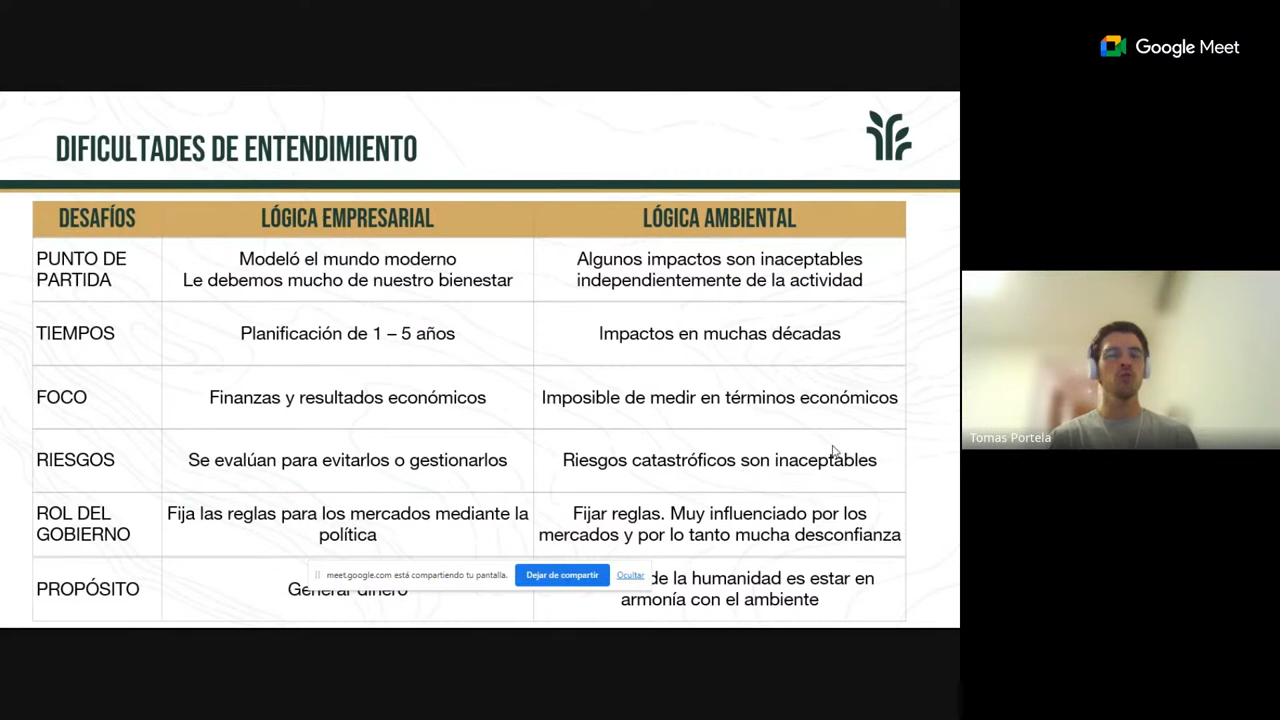 Google Meet
DIFICULTADES DE ENTENDIMIENTO
DESAFÍOS
LÓGICA EMPRESARIAL
LÓGICA AMBIENTAL
PUNTO DE
PARTIDA
Modeló el mundo moderno
Le debemos mucho de nuestro bienestar
Algunos impactos son inaceptables
independientemente de la actividad
TIEMPOS
Planificación de 1 – 5 años
Impactos en muchas décadas
FOCO
Finanzas y resultados económicos
Imposible de medir en términos económicos
RIESGOS
Se evalúan para evitarlos o gestionarlos
Riesgos catastróficos son inaceptables
ROL DEL
GOBIERNO
Fija las reglas para los mercados mediante la
política
Fijar reglas. Muy influenciado por los
mercados y por lo tanto mucha desconfianza
PROPÓSITO
Generar dinero
de la humanidad es estar en
armonía con el ambiente
meet.google.com está compartiendo tu pantalla.
Dejar de compartir
Ocultar
Tomas Portela